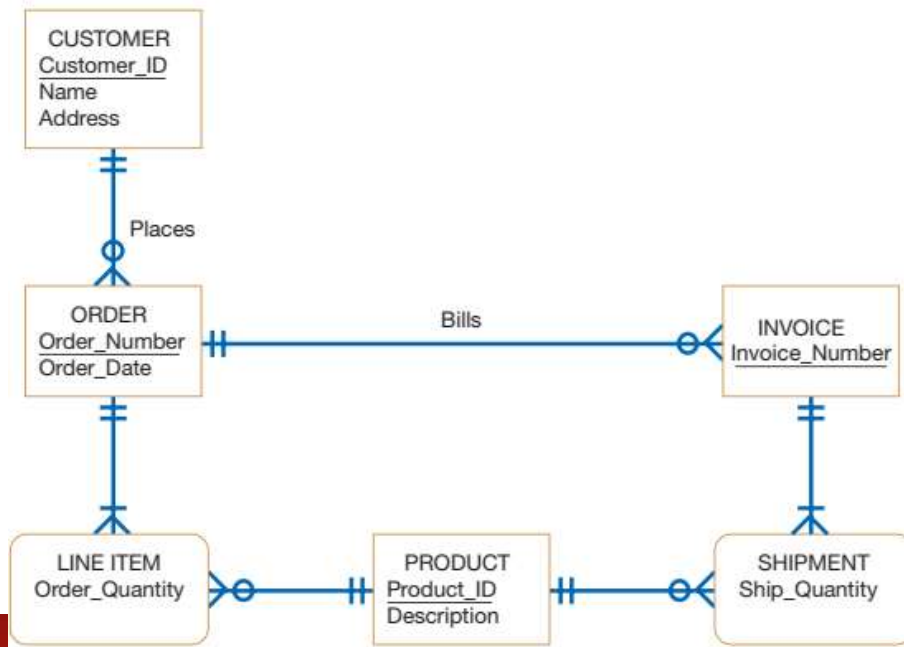 CUSTOMER
Customer_ID
Name
Address
Places
ORDER
Order_Number
Order_Date
Bills
INVOICE
Invoice_Number
LINE ITEM
Order_Quantity
PRODUCT
Product_ID
Description
SHIPMENT
Ship_Quantity